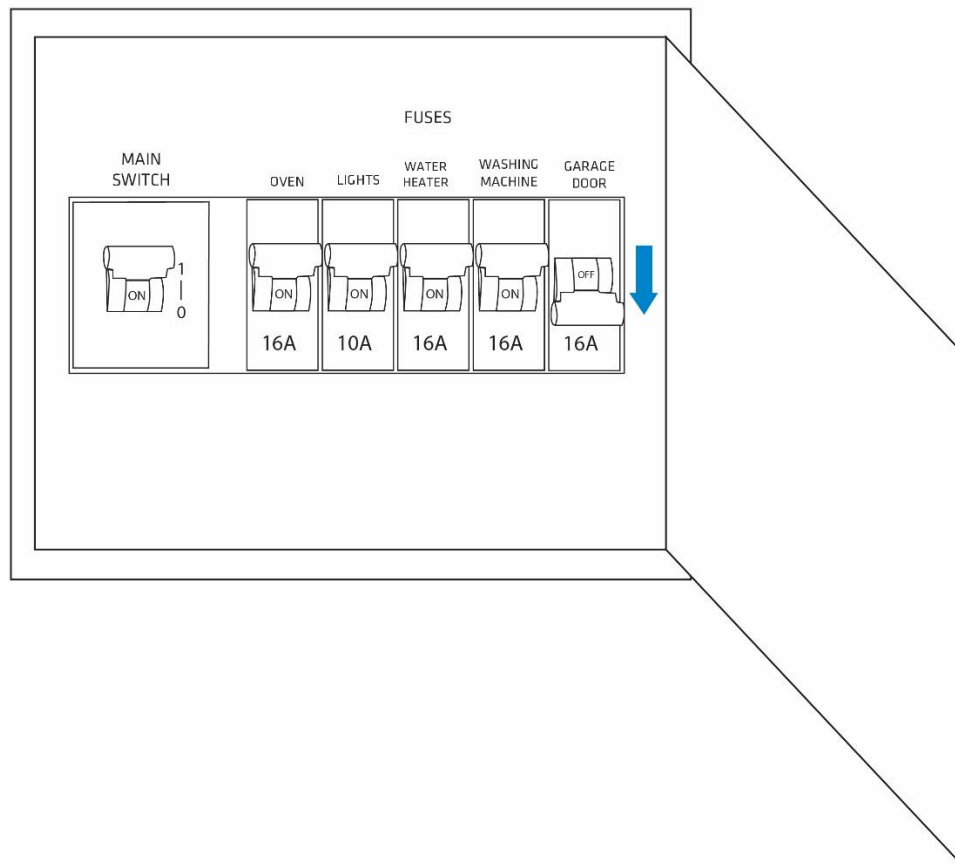 FUSES
MAIN
SWITCH
OVEN
LIGHTS
WATER
HEATER
WASHING
MACHINE
GARAGE
DOOR
ON
1
0
ON
ON
ON
ON
OFF
16A
10A
16A
16A
16A